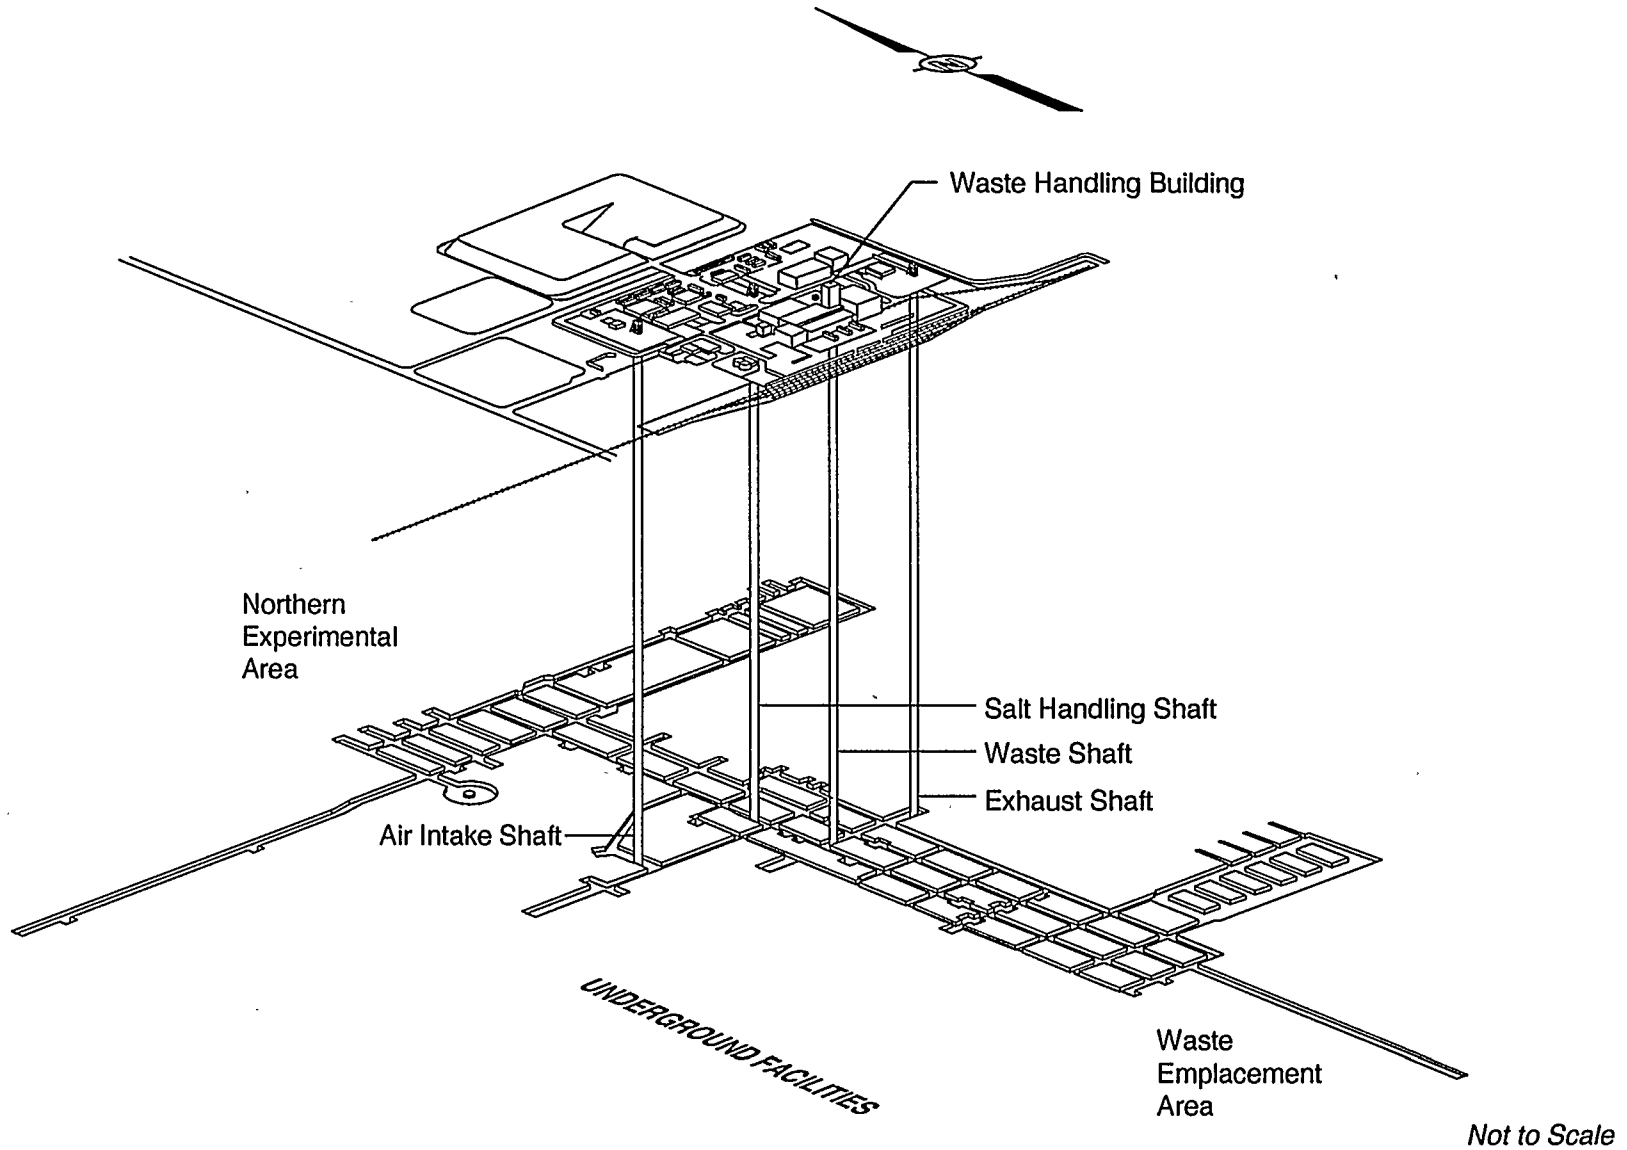 N
Waste Handling Building
Northern
Experimental
Area
Salt Handling Shaft
Waste Shaft
Exhaust Shaft
Air Intake Shaft
UNDERGROUND FACILITIES
Waste
Emplacement
Area
Not to Scale